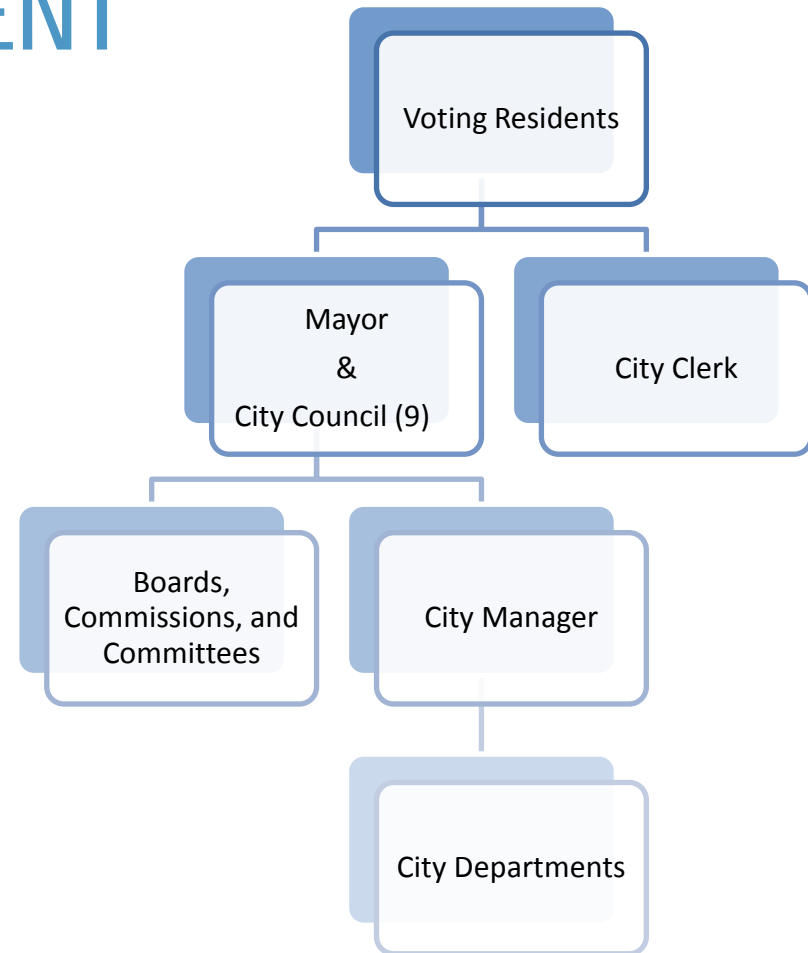 ENT
Voting Residents
Mayor
&
City Council (9)
City Clerk
Boards,
Commissions, and
Committees
City Manager
City Departments